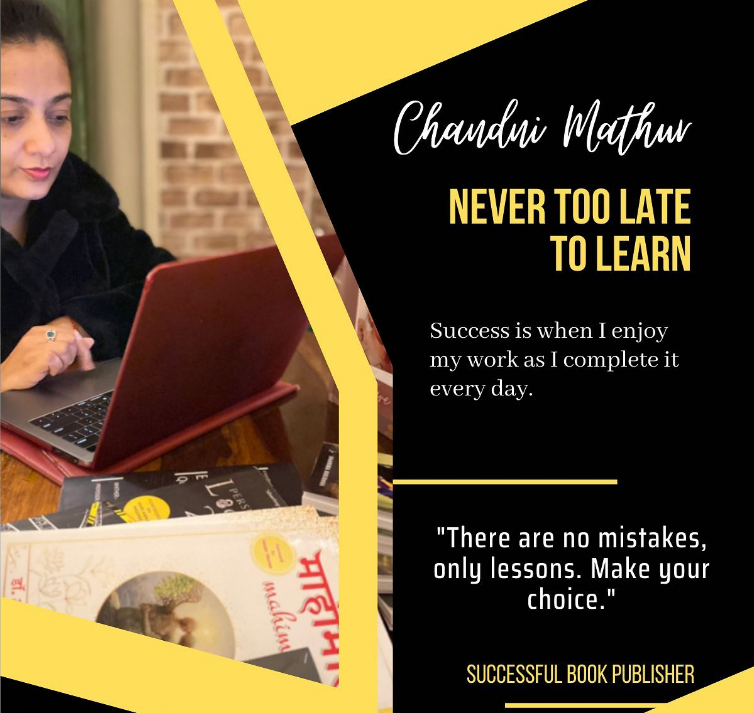 Chandni Mathur
NEVER TOO LATE
TO LEARN
Success is when I enjoy
my work as I complete it
every day.
"There are no mistakes,
only lessons. Make your
choice."
SUCCESSFUL BOOK PUBLISHER
mahim